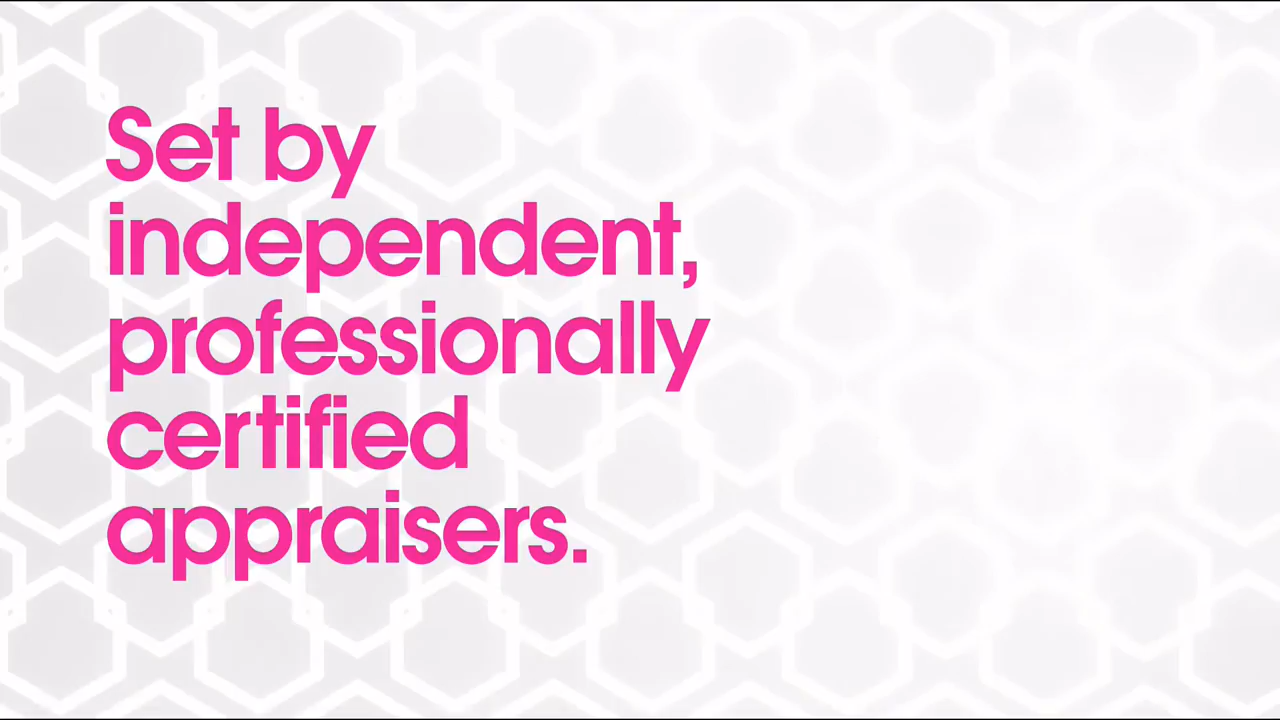 Set by
independent,
professionally
certified
appraisers.